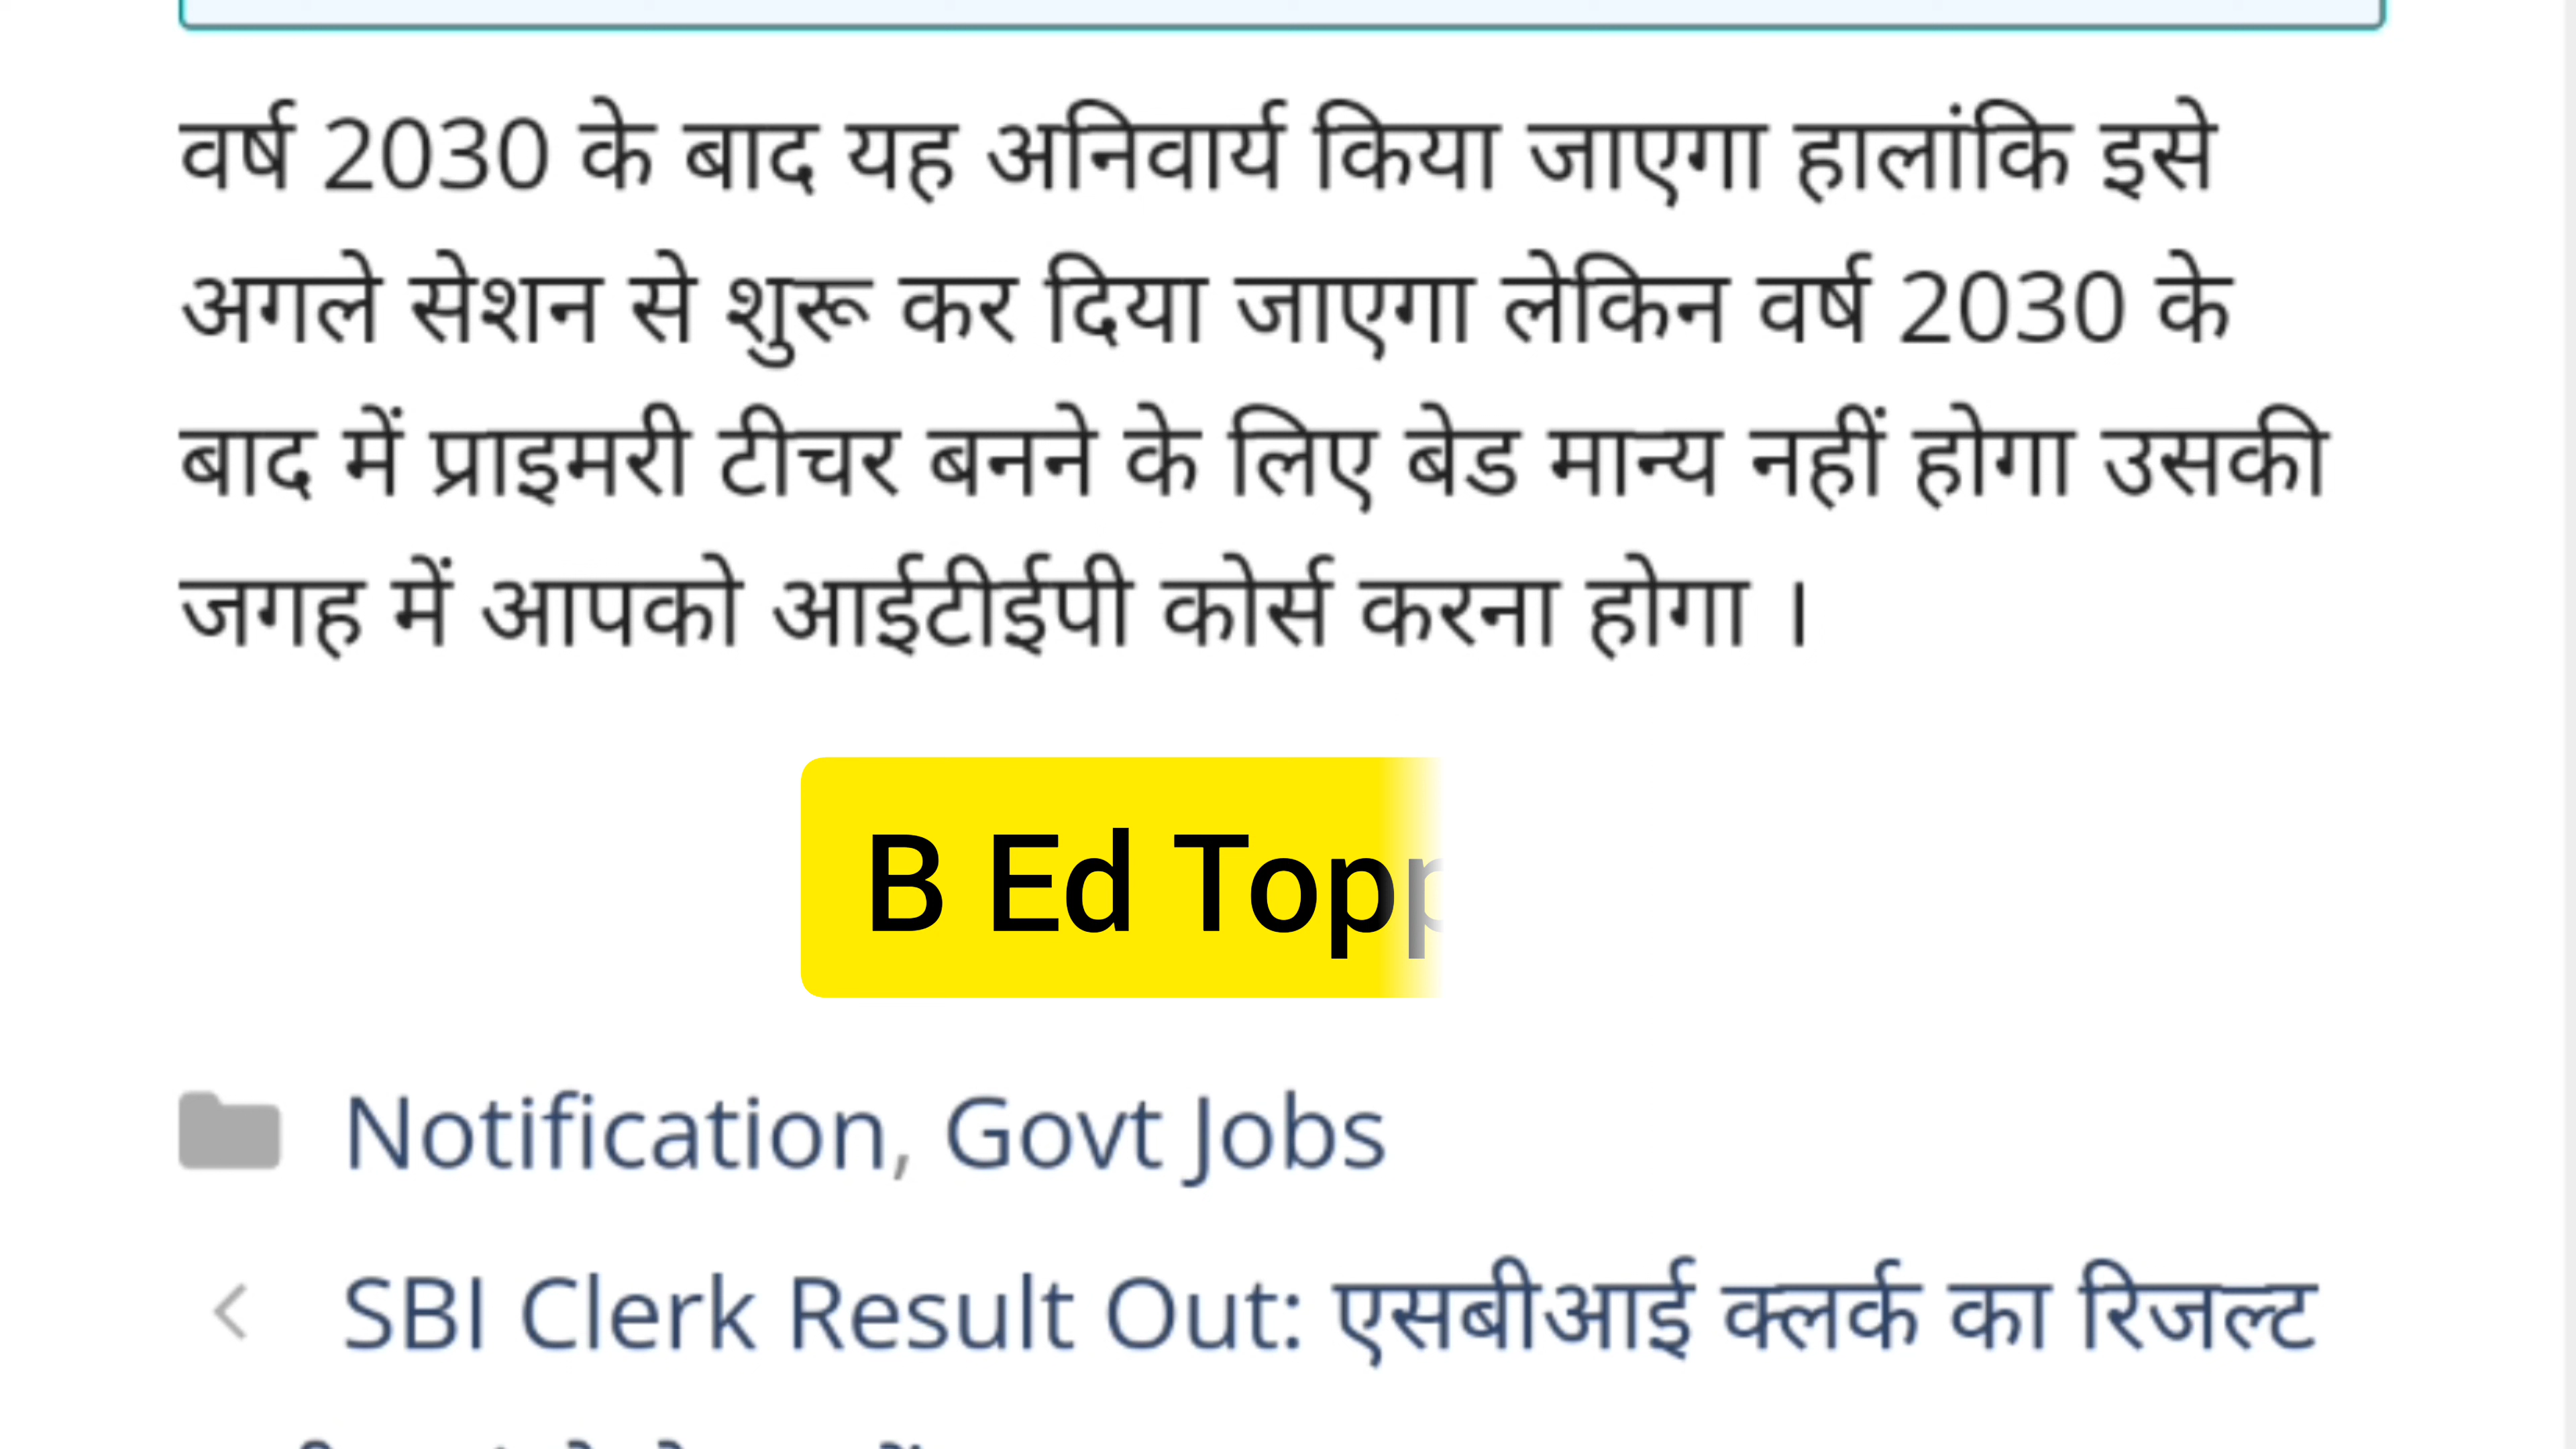 वर्ष 2030 के बाद यह अनिवार्य किया जाएगा हालांकि इसे
अगले सेशन से शुरू कर दिया जाएगा लेकिन वर्ष 2030 के
बाद में प्राइमरी टीचर बनने के लिए बेड मान्य नहीं होगा उसकी
जगह में आपको आईटीईपी कोर्स करना होगा ।
B Ed Topp
Notification, Govt Jobs
SBI Clerk Result Out: एसबीआई क्लर्क का रिजल्ट